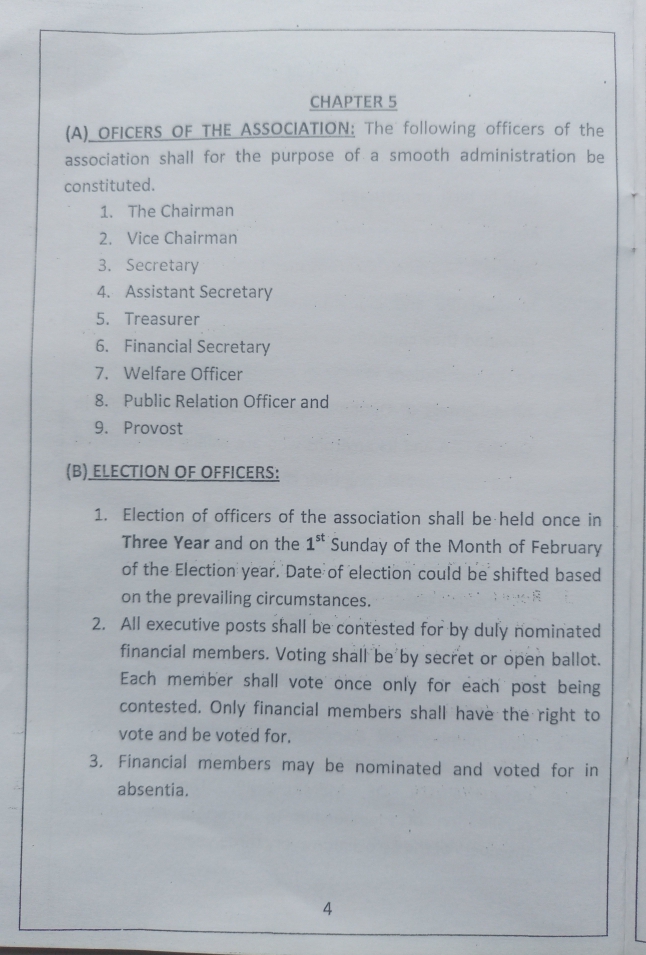 CHAPTER 5
(A) OFICERS OF THE ASSOCIATION: The following officers of the
association shall for the purpose of a smooth administration be
constituted.
1. The Chairman
2. Vice Chairman
3. Secretary
4. Assistant Secretary
5. Treasurer
6. Financial Secretary
7. Welfare Officer
8. Public Relation Officer and
9. Provost
(B) ELECTION OF OFFICERS:
1. Election of officers of the association shall be held once in
Three Year and on the 1st Sunday of the Month of February
of the Election year. Date of election could be shifted based
on the prevailing circumstances.
2. All executive posts shall be contested for by duly nominated
financial members. Voting shall be by secret or open ballot.
Each member shall vote once only for each post being
contested. Only financial members shall have the right to
vote and be voted for.
3. Financial members may be nominated and voted for in
absentia.
4